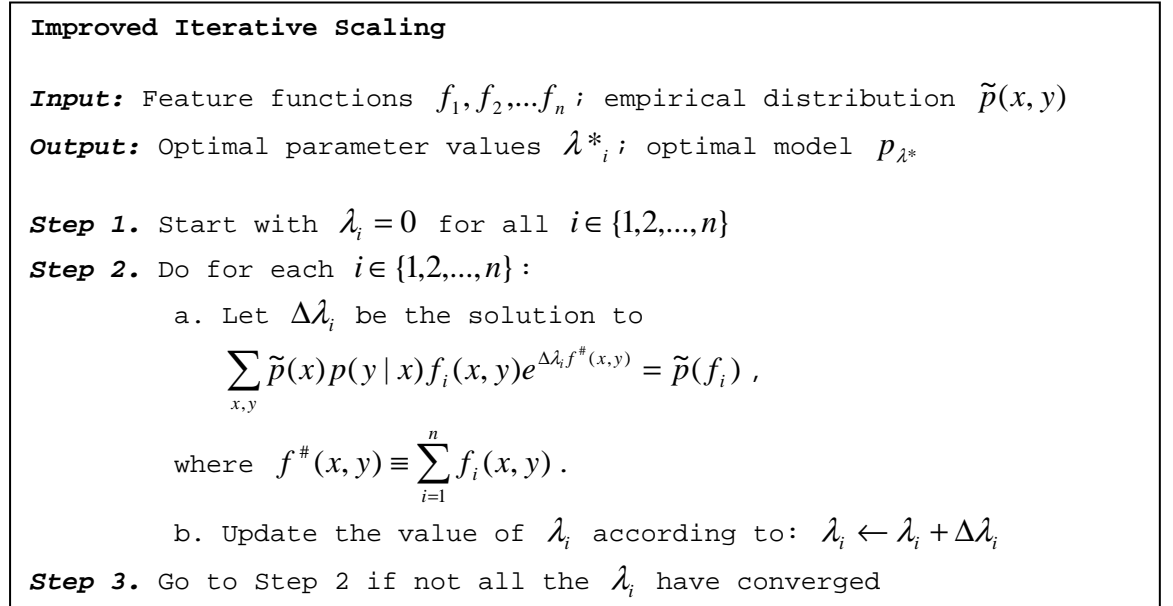 Improved Iterative Scaling
Input: Feature functions f_1, f_2,...f_n; empirical distribution p̃(x, y)
Output: Optimal parameter values λ*_i; optimal model p_λ*
Step 1. Start with λ_i = 0 for all i ∈ {1,2,...,n}
Step 2. Do for each i ∈ {1,2,...,n}:
a. Let Δλ_i be the solution to
∑_{x,y} p̃(x)p(y | x)f_i(x, y)e^{Δλ_i f^#(x,y)} = p̃(f_i) ,
where f^#(x, y) ≡ ∑_{i=1}^{n} f_i(x, y) .
b. Update the value of λ_i according to: λ_i ← λ_i + Δλ_i
Step 3. Go to Step 2 if not all the λ_i have converged